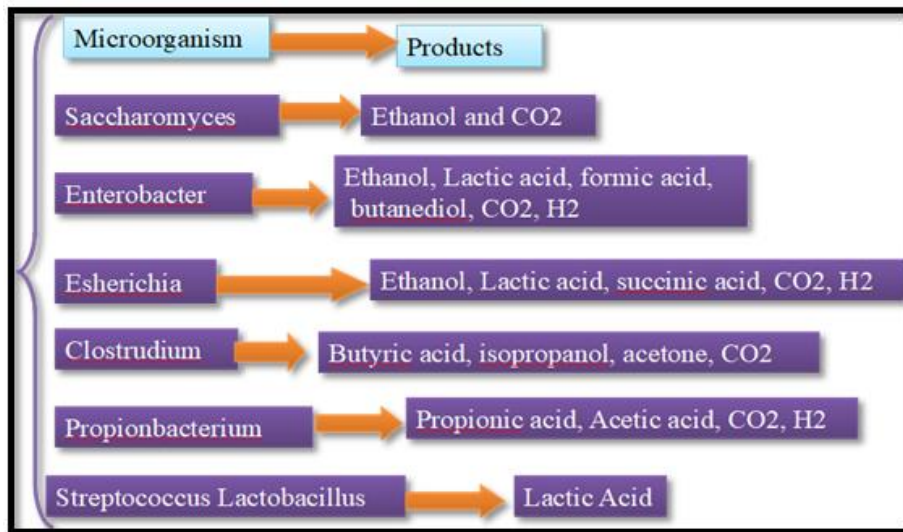 Microorganism
Products
Saccharomyces
Ethanol and CO2
Enterobacter
Ethanol, Lactic acid, formic acid,
butanediol, CO2, H2
Esherichia
Ethanol, Lactic acid, succinic acid, CO2, H2
Clostrudium
Butyric acid, isopropanol, acetone, CO2
Propionbacterium
Propionic acid, Acetic acid, CO2, H2
Streptococcus Lactobacillus
Lactic Acid